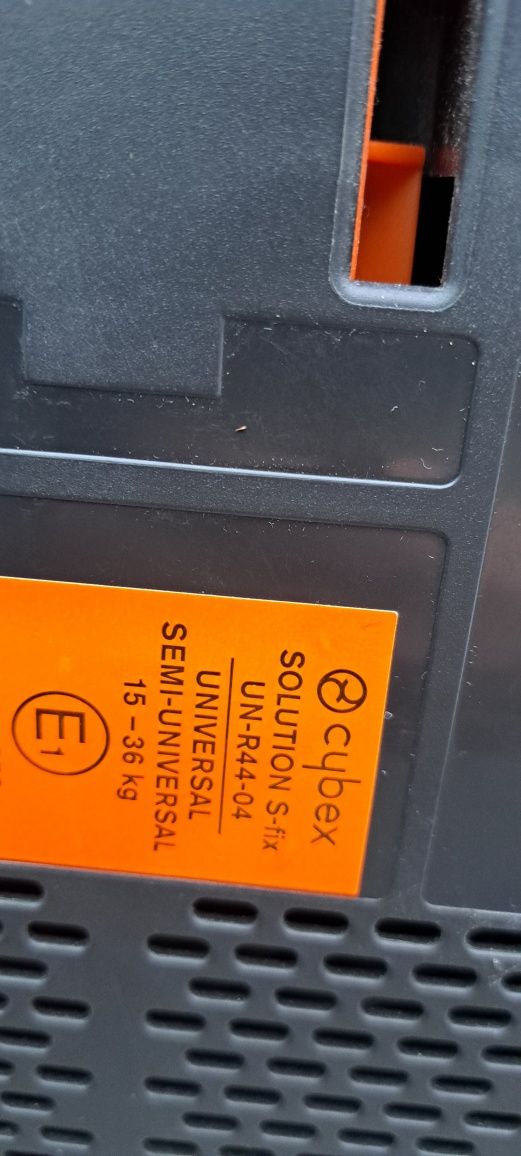 cybex
SOLUTION S-fix
UN-R44-04
UNIVERSAL
SEMI-UNIVERSAL
15 – 36 kg
E1